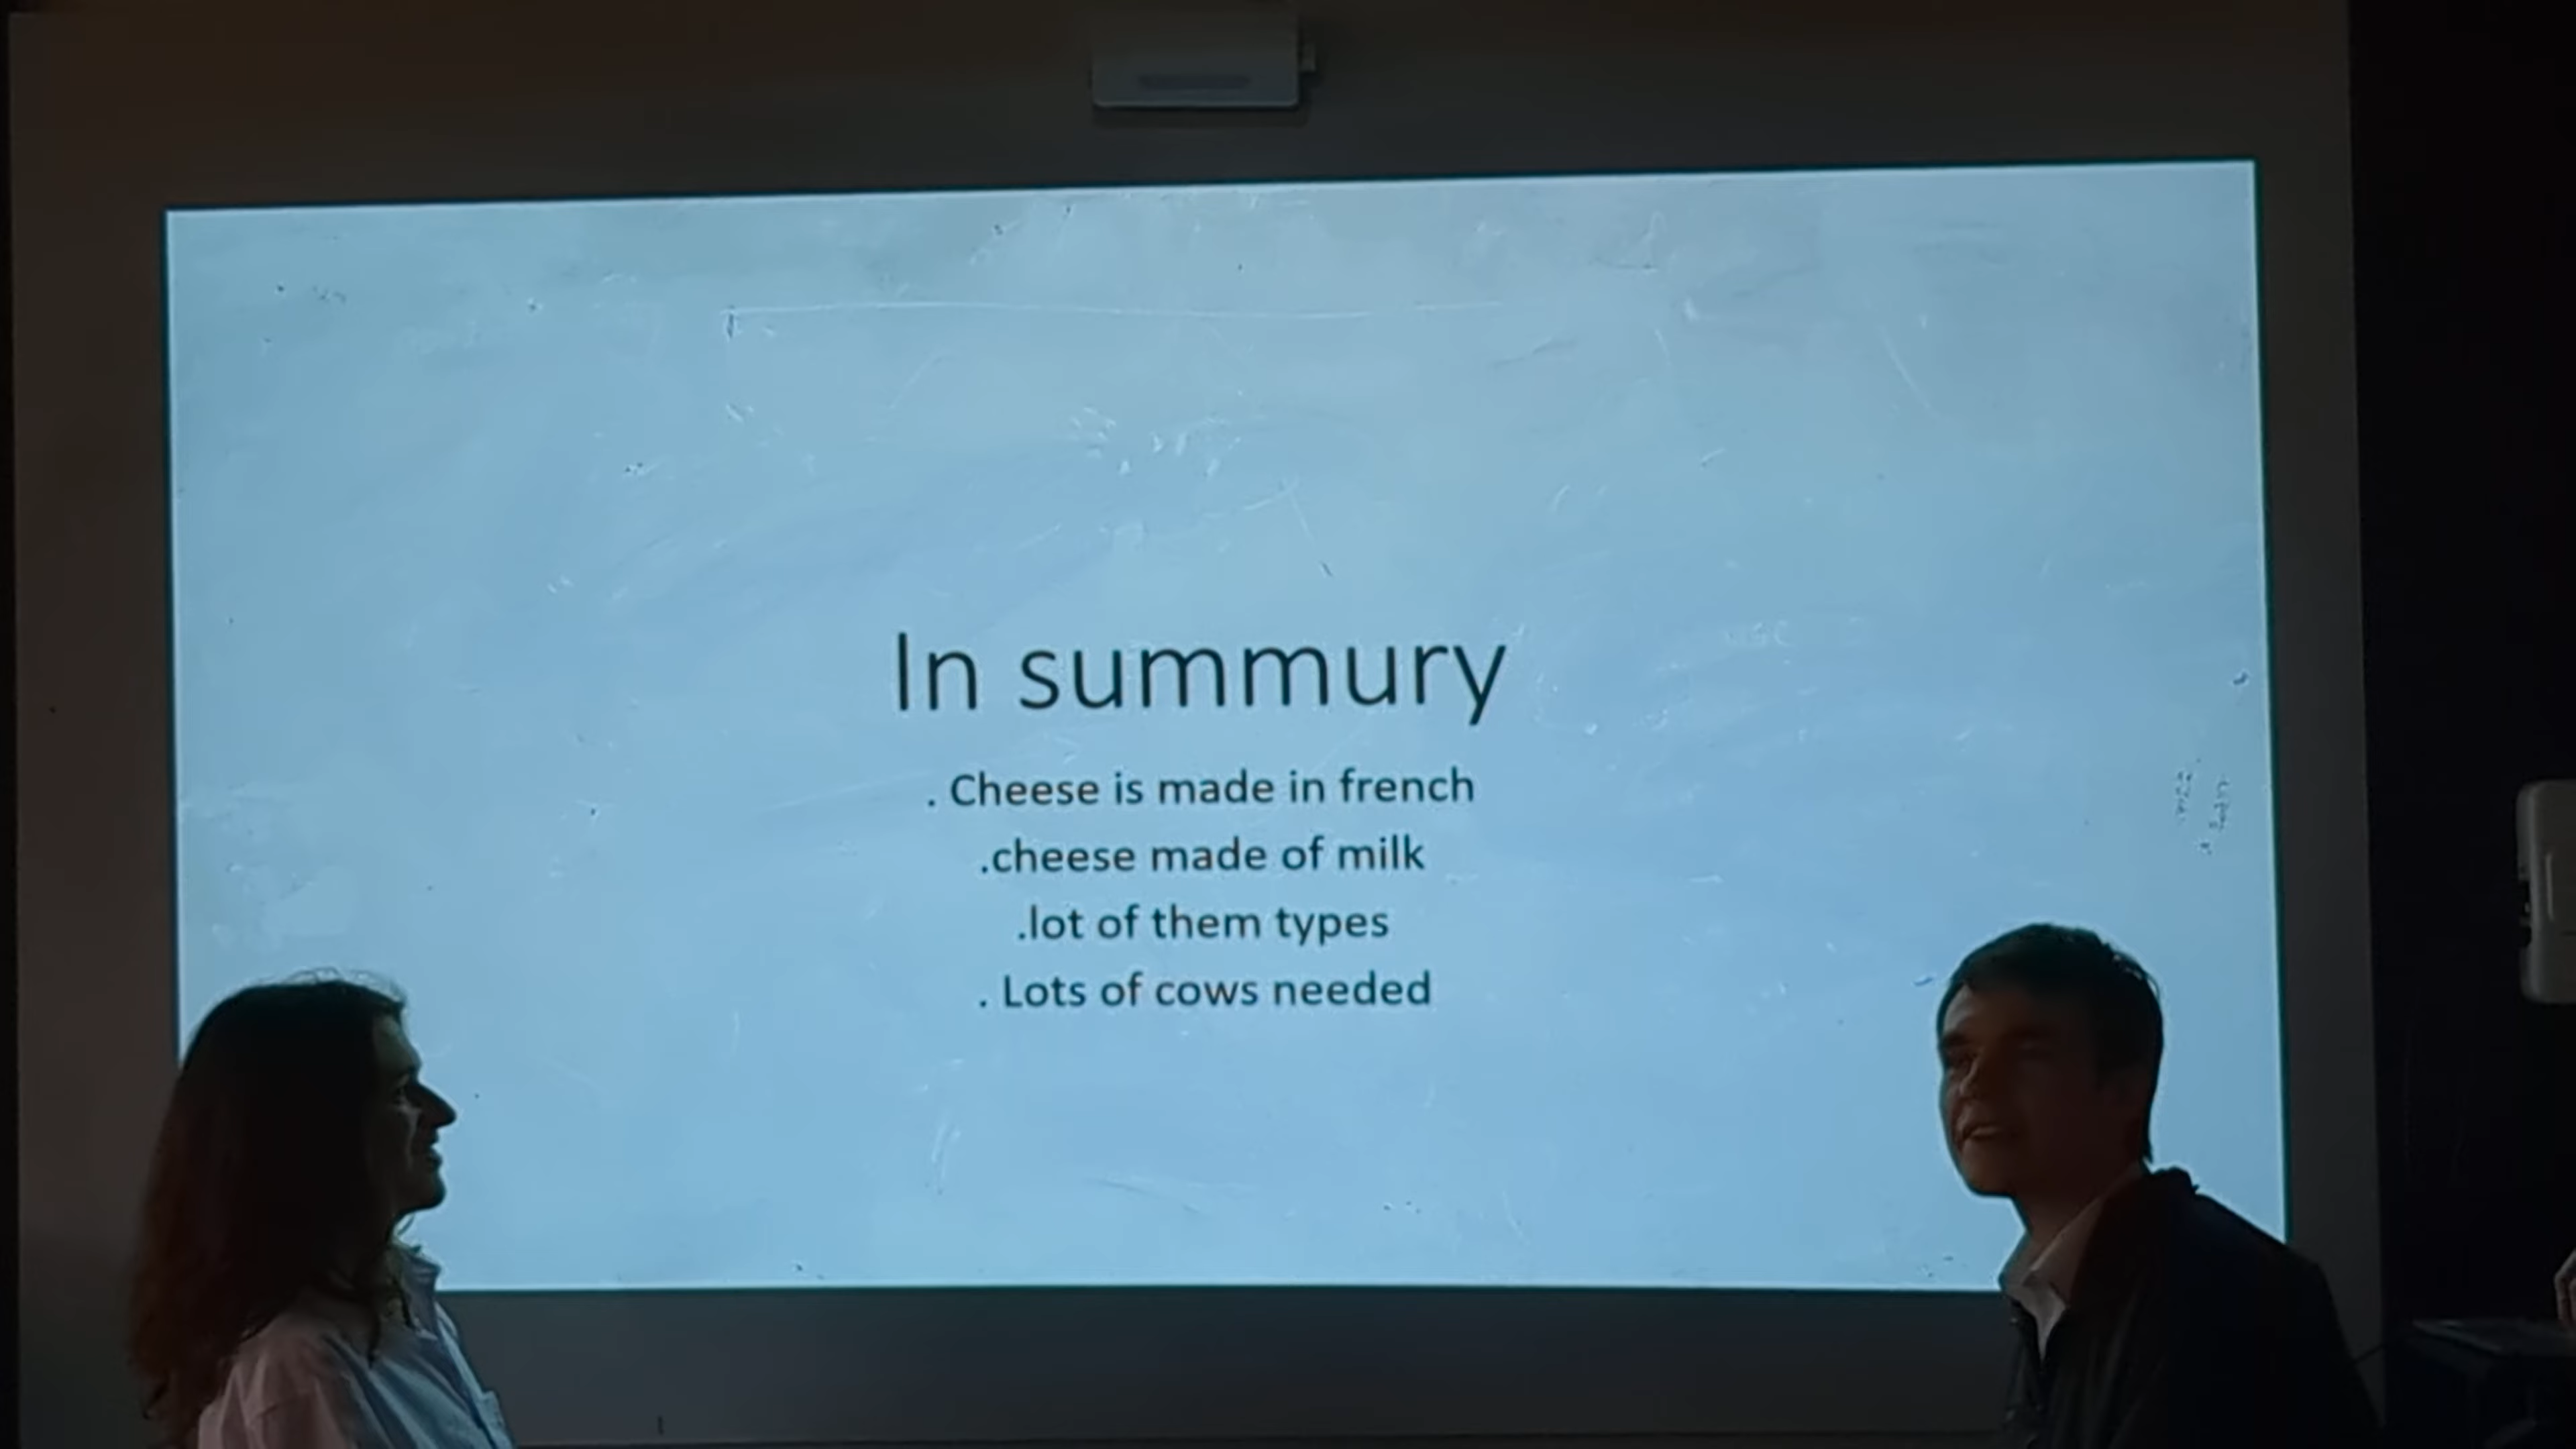 In summury
. Cheese is made in french
.cheese made of milk
.lot of them types
. Lots of cows needed